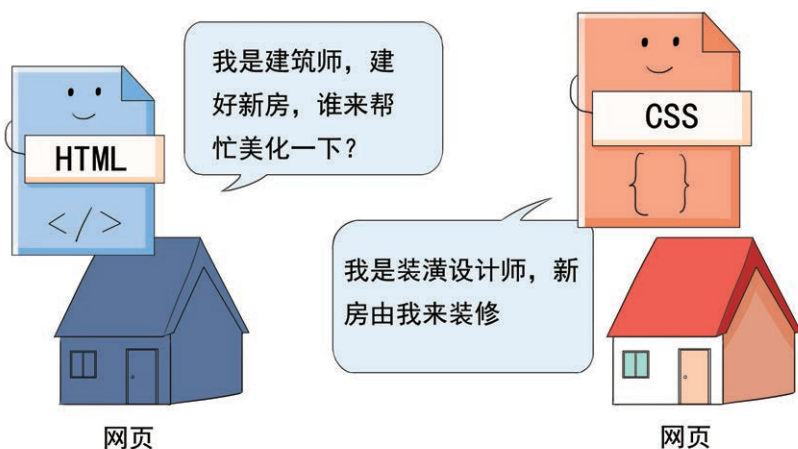 我是建筑师，建
好新房，谁来帮
忙美化一下？
HTML
</>
网页
CSS
{ }
我是装潢设计师，新
房由我来装修
网页